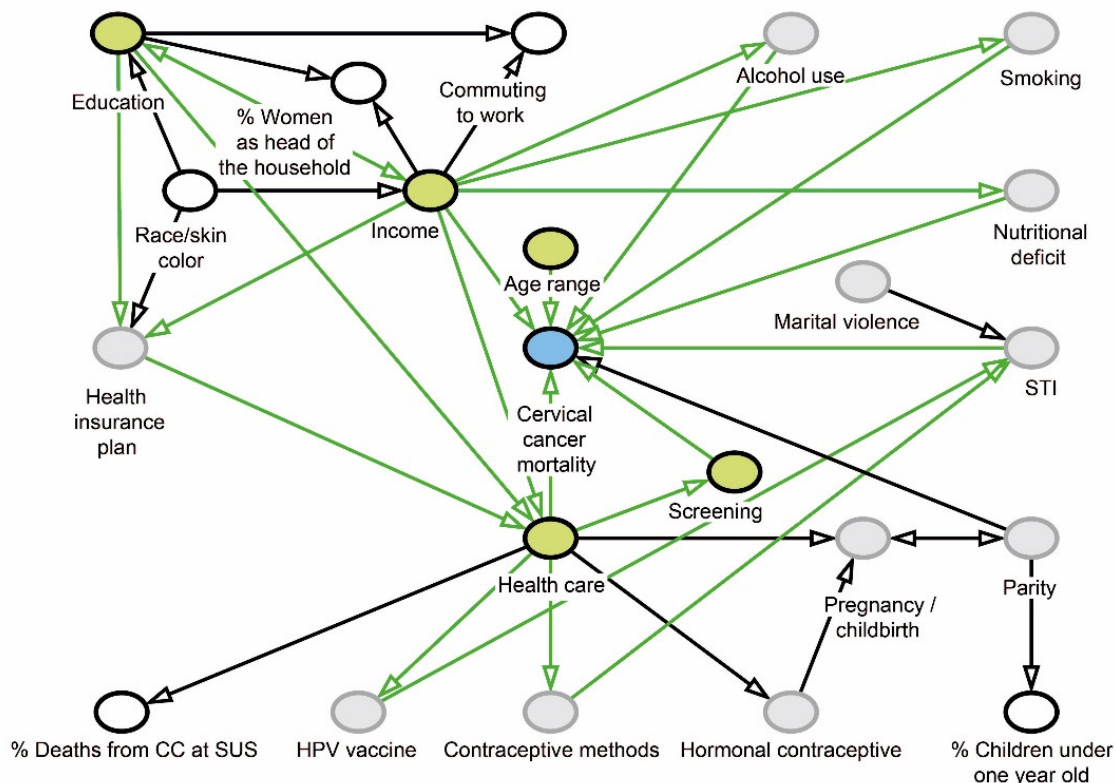 Education
% Women
as head of
the household
Commuting
to work
Alcohol use
Smoking
Race/skin
color
Income
Nutritional
deficit
Age range
Marital violence
STI
Health
insurance
plan
Cervical
cancer
mortality
Screening
Health care
Pregnancy /
childbirth
Parity
% Deaths from CC at SUS
HPV vaccine
Contraceptive methods
Hormonal contraceptive
% Children under
one year old